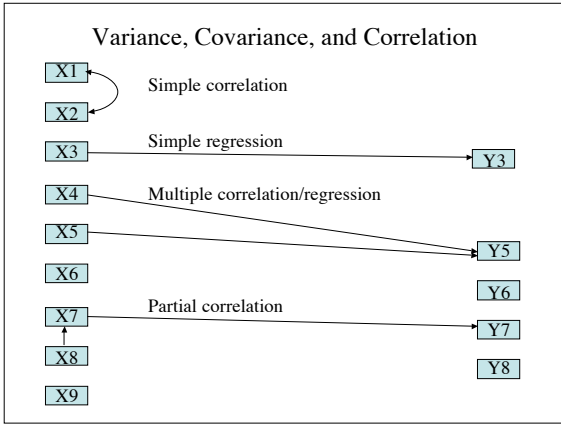 Variance, Covariance, and Correlation
X1
Simple correlation
X2
Simple regression
X3
Y3
X4
Multiple correlation/regression
X5
Y5
X6
Y6
Partial correlation
X7
Y7
X8
Y8
X9